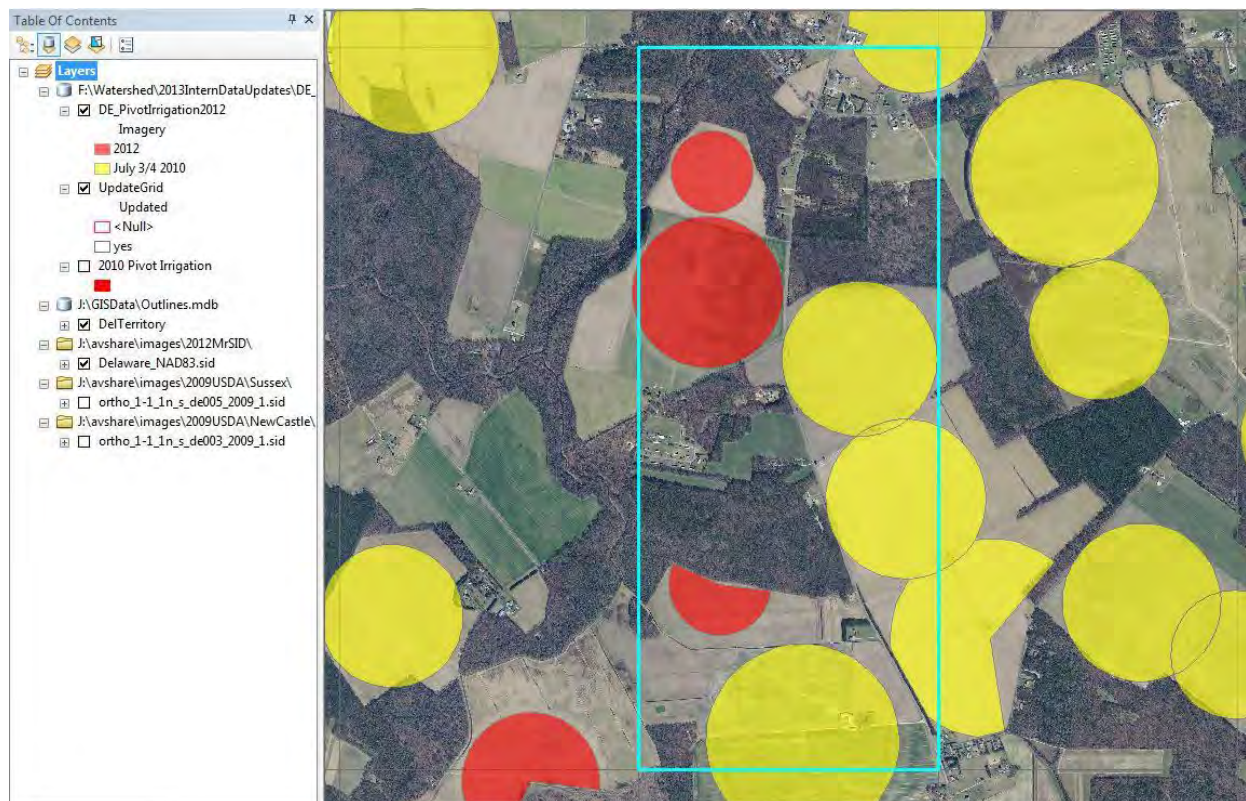 Table Of Contents
Layers
F:\Watershed\2013InternDataUpdates\DE_
DE_PivotIrrigation2012
Imagery
2012
July 3/4 2010
UpdateGrid
Updated
<Null>
yes
2010 Pivot Irrigation
J:\GISData\Outlines.mdb
DelTerritory
J:\avshare\images\2012MrSID\
Delaware_NAD83.sid
J:\avshare\images\2009USDA\Sussex\
ortho_1-1_1n_s_de005_2009_1.sid
J:\avshare\images\2009USDA\NewCastle\
ortho_1-1_1n_s_de003_2009_1.sid